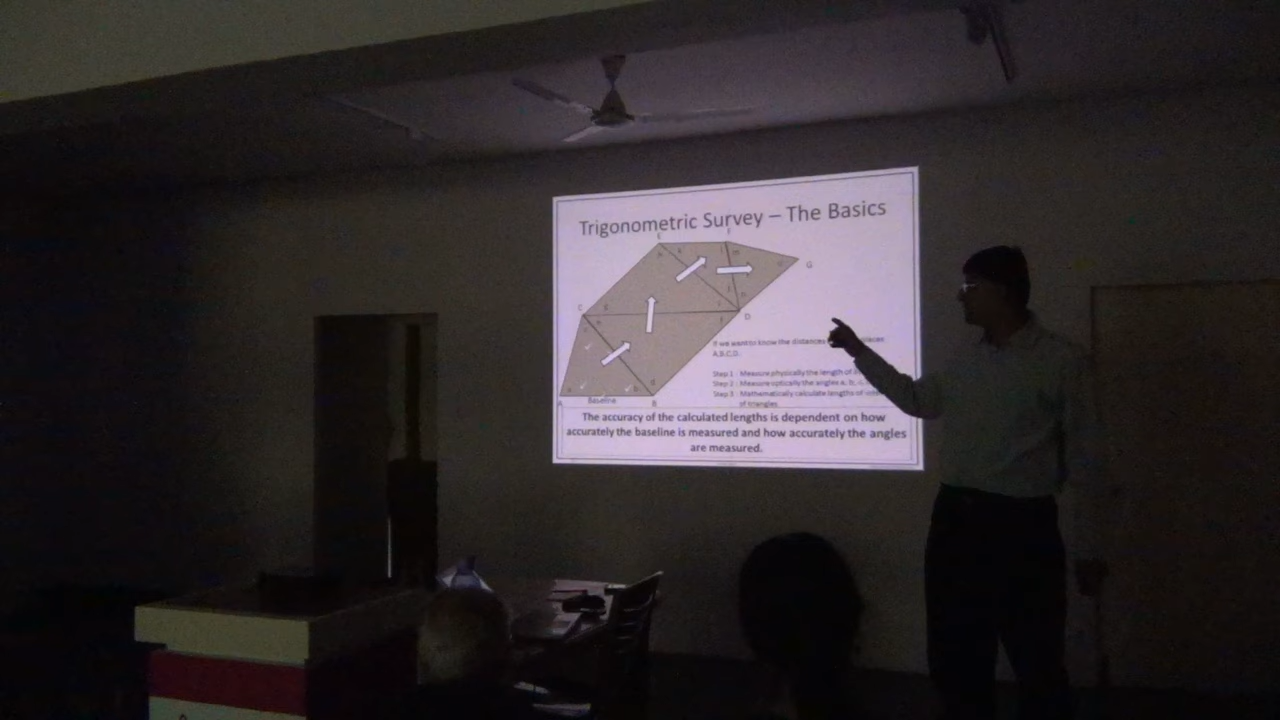 Trigonometric Survey – The Basics
E F
G
C
D
If we want to know the distances places
A,B,C,D.
Step 1 : Measure physically the length of
Step 2 : Measure optically the angles a, b, c,
Step 3 : Mathematically calculate lengths of
of triangles.
A Baseline B
The accuracy of the calculated lengths is dependent on how
accurately the baseline is measured and how accurately the angles
are measured.